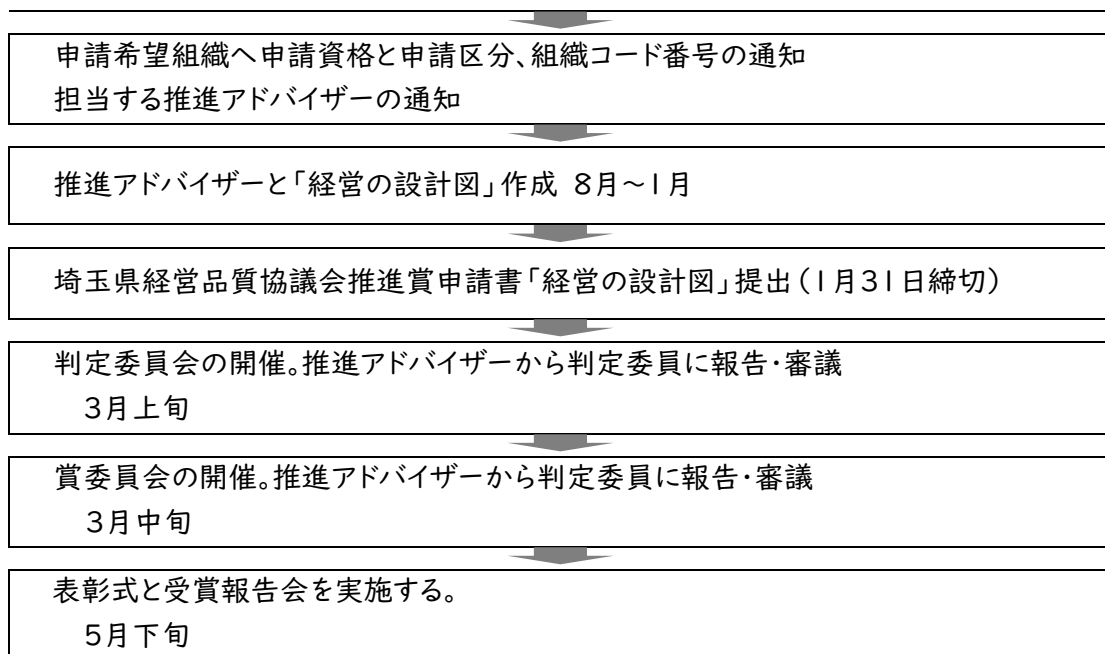 申請希望組織へ申請資格と申請区分、組織コード番号の通知
担当する推進アドバイザーの通知
推進アドバイザーと「経営の設計図」作成 8月～1月
埼玉県経営品質協議会推進賞申請書「経営の設計図」提出(1月31日締切)
判定委員会の開催。推進アドバイザーから判定委員に報告・審議
3月上旬
賞委員会の開催。推進アドバイザーから判定委員に報告・審議
3月中旬
表彰式と受賞報告会を実施する。
5月下旬